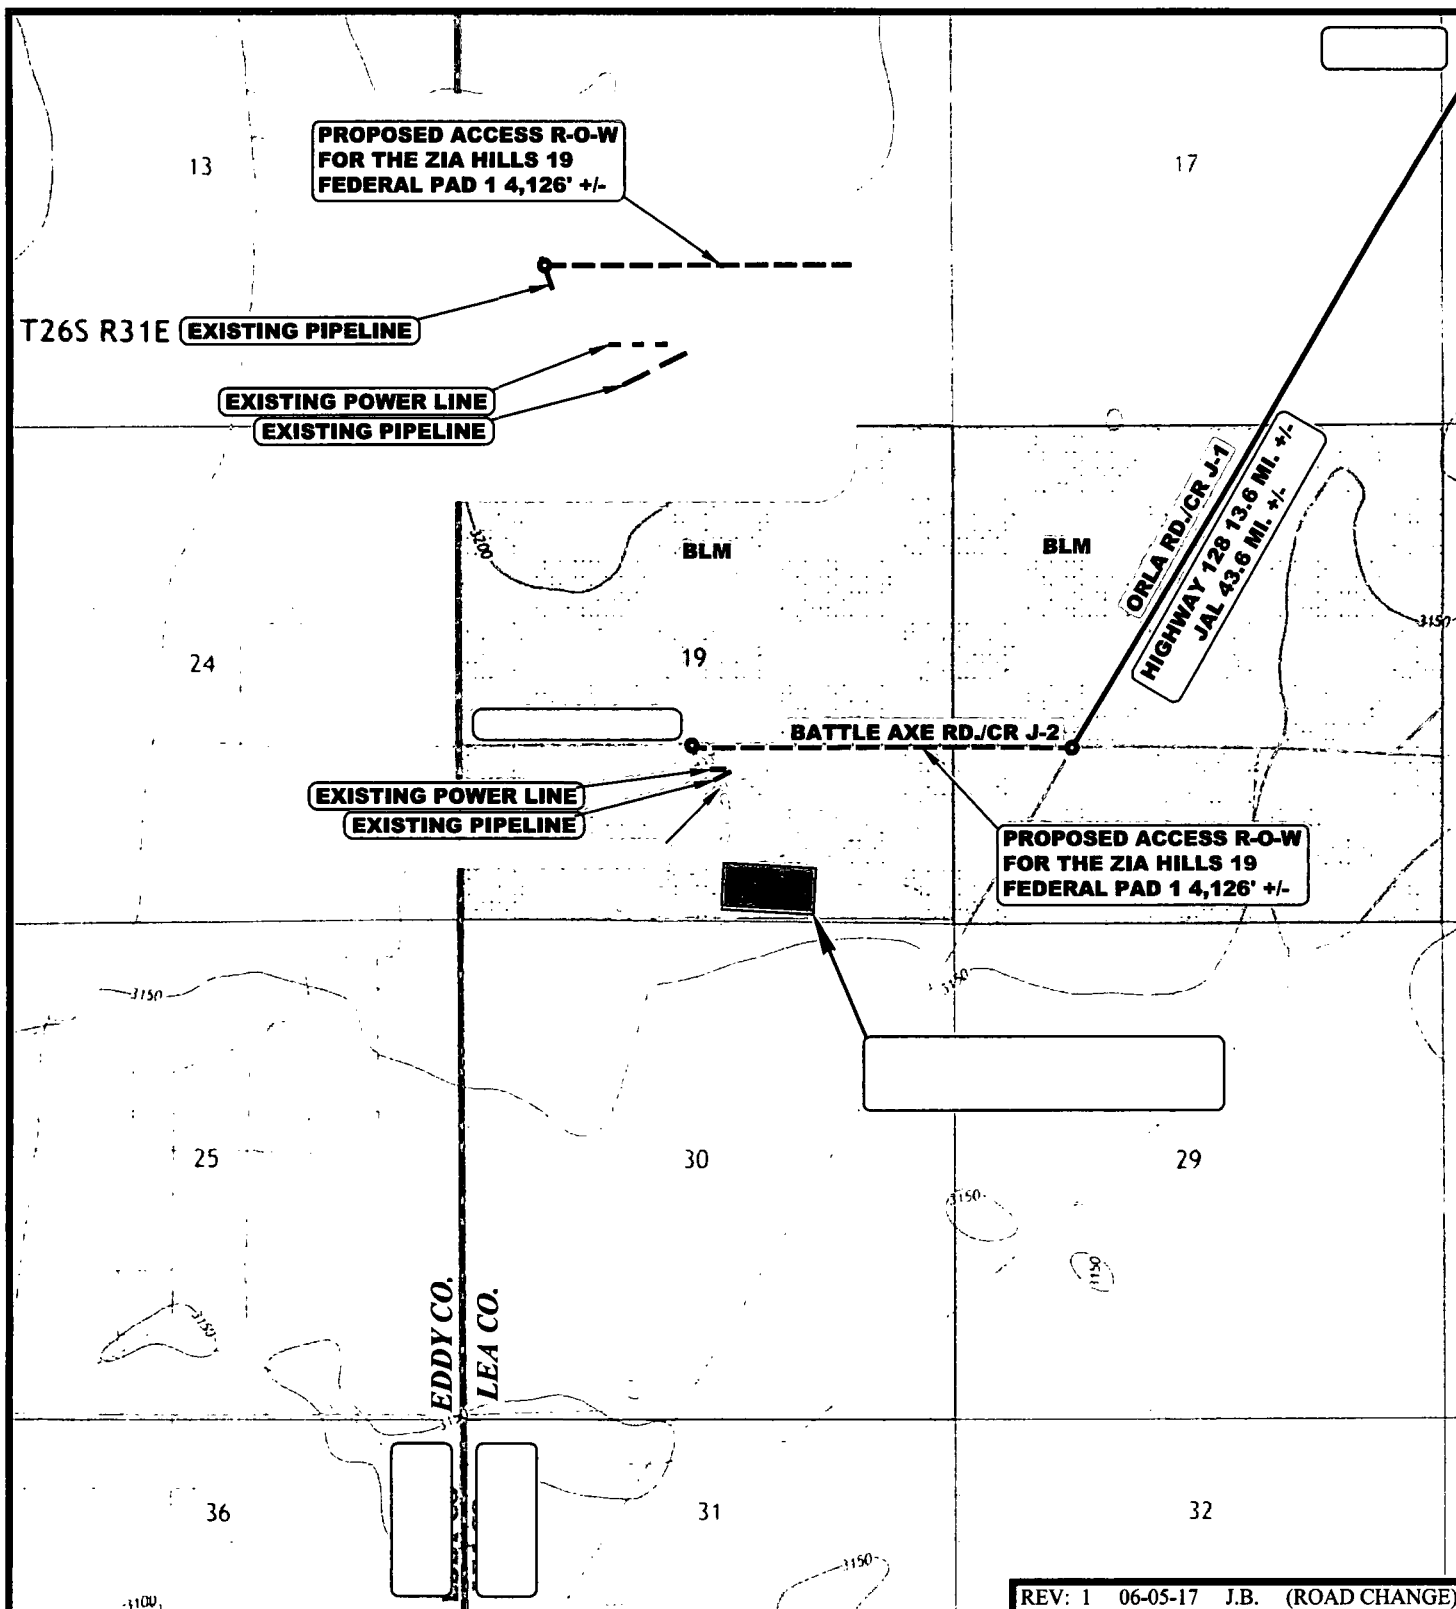 PROPOSED ACCESS R-O-W
FOR THE ZIA HILLS 19
FEDERAL PAD 1 4,126' +/-
13
17
T26S R31E
EXISTING PIPELINE
EXISTING POWER LINE
EXISTING PIPELINE
ORLA RD./CR J-1
HIGHWAY 128 13.6 MI. +/-
JAL 43.6 MI. +/-
3200
BLM
BLM
3150
24
19
BATTLE AXE RD./CR J-2
EXISTING POWER LINE
EXISTING PIPELINE
PROPOSED ACCESS R-O-W
FOR THE ZIA HILLS 19
FEDERAL PAD 1 4,126' +/-
3150
3150
25
30
29
3150
3150
EDDY CO.
LEA CO.
3150
36
31
32
3150
3100
REV: 1 06-05-17 J.B. (ROAD CHANGE)